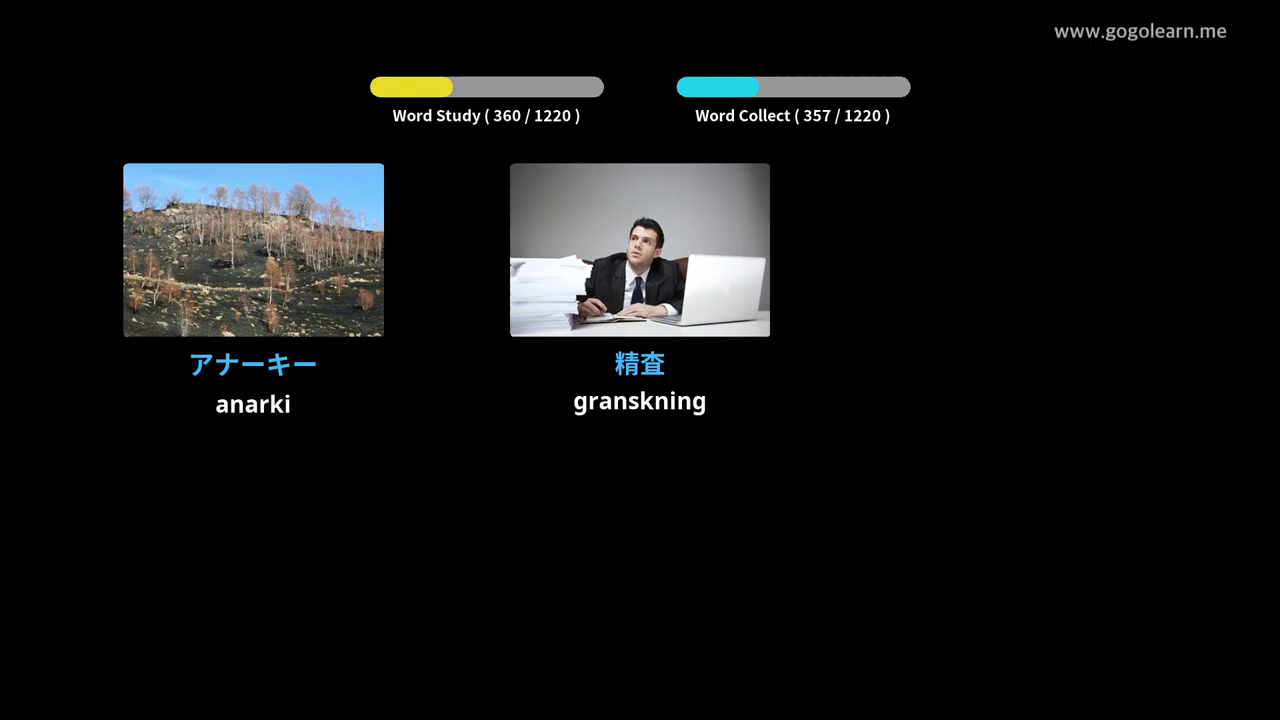 www.gogolearn.me
Word Study ( 360 / 1220 )
Word Collect ( 357 / 1220 )
アナーキー
anarki
精査
granskning